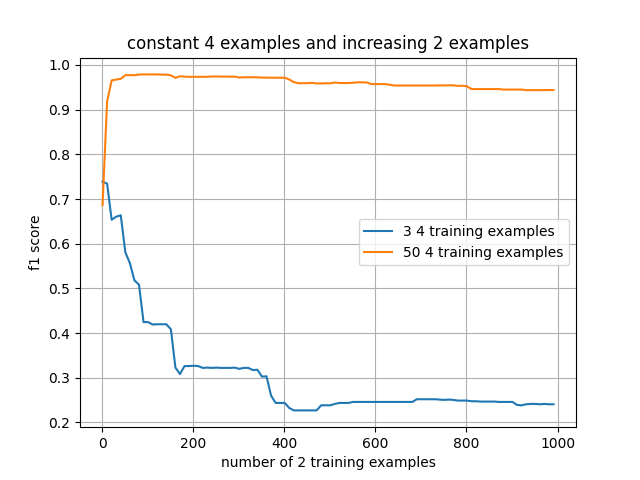 constant 4 examples and increasing 2 examples
1.0
0.9
0.8
0.7
0.6
0.5
0.4
0.3
0.2
f1 score
3 4 training examples
50 4 training examples
0 200 400 600 800 1000
number of 2 training examples